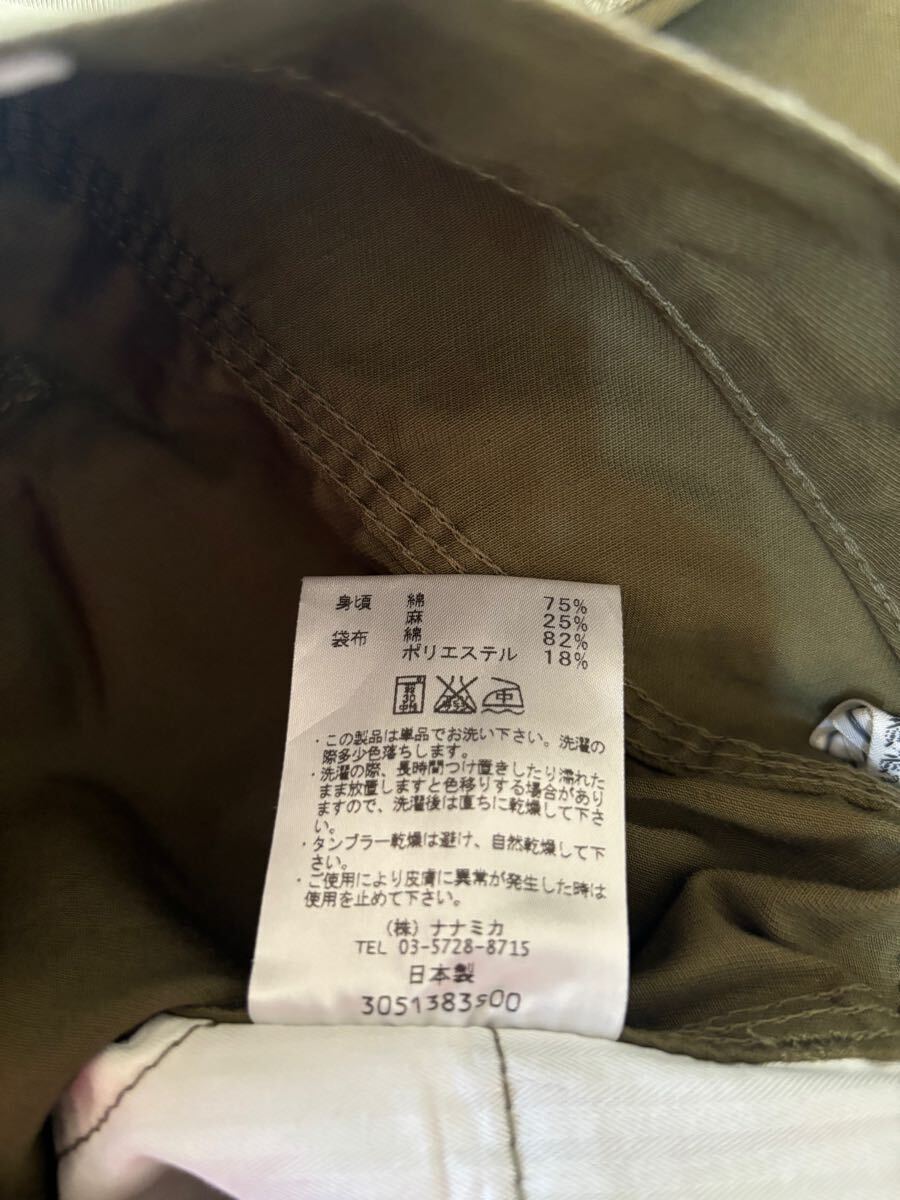 身頃 綿 75%
麻 25%
袋布 綿 82%
ポリエステル 18%
中
・この製品は単品でお洗い下さい。洗濯の
際多少色落ちします。
・洗濯の際、長時間つけ置きしたり濡れた
まま放置しますと色移りする場合があり
ますので、洗濯後は直ちに乾燥して下さ
い。
・タンブラー乾燥は避け、自然乾燥して下
さい。
・ご使用により皮膚に異常が発生した時は
使用を止めて下さい。
(株) ナナミカ
TEL 03-5728-8715
日本製
3051383s00